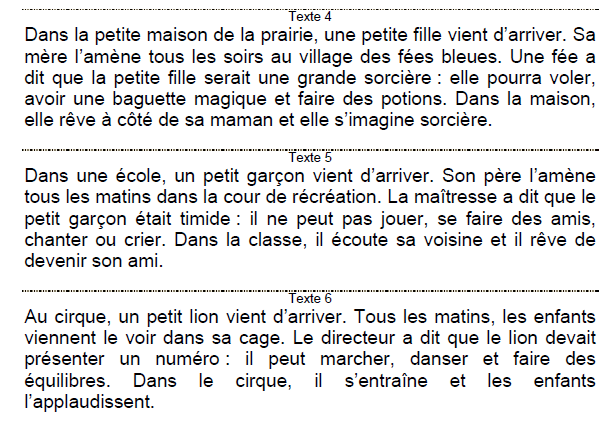 Texte 4
Dans la petite maison de la prairie, une petite fille vient d’arriver. Sa
mère l’amène tous les soirs au village des fées bleues. Une fée a
dit que la petite fille serait une grande sorcière : elle pourra voler,
avoir une baguette magique et faire des potions. Dans la maison,
elle rêve à côté de sa maman et elle s’imagine sorcière.
Texte 5
Dans une école, un petit garçon vient d’arriver. Son père l’amène
tous les matins dans la cour de récréation. La maîtresse a dit que le
petit garçon était timide : il ne peut pas jouer, se faire des amis,
chanter ou crier. Dans la classe, il écoute sa voisine et il rêve de
devenir son ami.
Texte 6
Au cirque, un petit lion vient d’arriver. Tous les matins, les enfants
viennent le voir dans sa cage. Le directeur a dit que le lion devait
présenter un numéro : il peut marcher, danser et faire des
équilibres. Dans le cirque, il s’entraîne et les enfants
l’applaudissent.